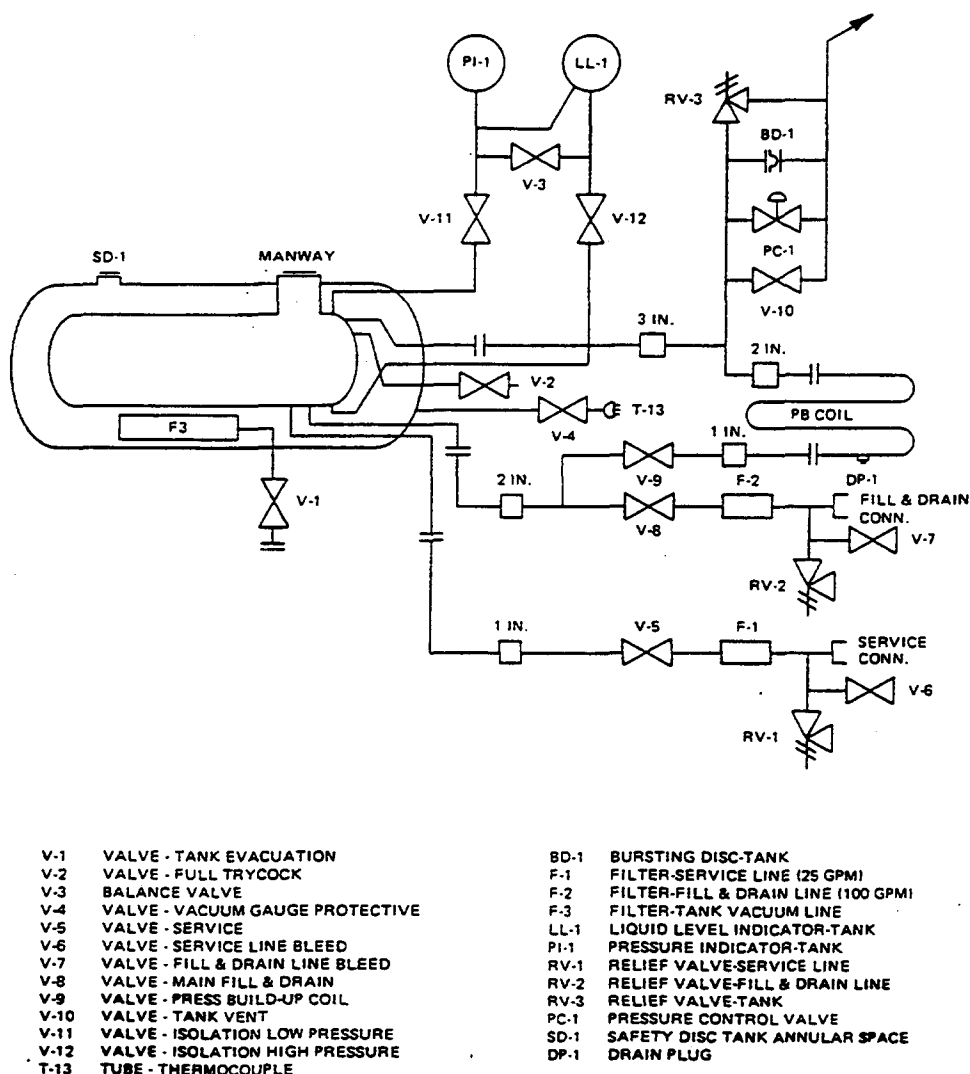 PI-1
LL-1
RV-3
BD-1
V-3
V-11
V-12
PC-1
SD-1
MANWAY
V-10
3 IN.
2 IN.
V-2
PB COIL
T-13
F3
V-4
1 IN.
V-9
F-2
DP-1
V-1
2 IN.
FILL & DRAIN
CONN.
V-8
V-7
RV-2
1 IN.
V-5
F-1
SERVICE
CONN.
V-6
RV-1
V-1 VALVE - TANK EVACUATION
V-2 VALVE - FULL TRYCOCK
V-3 BALANCE VALVE
V-4 VALVE - VACUUM GAUGE PROTECTIVE
V-5 VALVE - SERVICE
V-6 VALVE - SERVICE LINE BLEED
V-7 VALVE - FILL & DRAIN LINE BLEED
V-8 VALVE - MAIN FILL & DRAIN
V-9 VALVE - PRESS BUILD-UP COIL
V-10 VALVE - TANK VENT
V-11 VALVE - ISOLATION LOW PRESSURE
V-12 VALVE - ISOLATION HIGH PRESSURE
T-13 TUBE - THERMOCOUPLE
BD-1 BURSTING DISC-TANK
F-1 FILTER-SERVICE LINE (25 GPM)
F-2 FILTER-FILL & DRAIN LINE (100 GPM)
F-3 FILTER-TANK VACUUM LINE
LL-1 LIQUID LEVEL INDICATOR-TANK
PI-1 PRESSURE INDICATOR-TANK
RV-1 RELIEF VALVE-SERVICE LINE
RV-2 RELIEF VALVE-FILL & DRAIN LINE
RV-3 RELIEF VALVE-TANK
PC-1 PRESSURE CONTROL VALVE
SD-1 SAFETY DISC TANK ANNULAR SPACE
DP-1 DRAIN PLUG